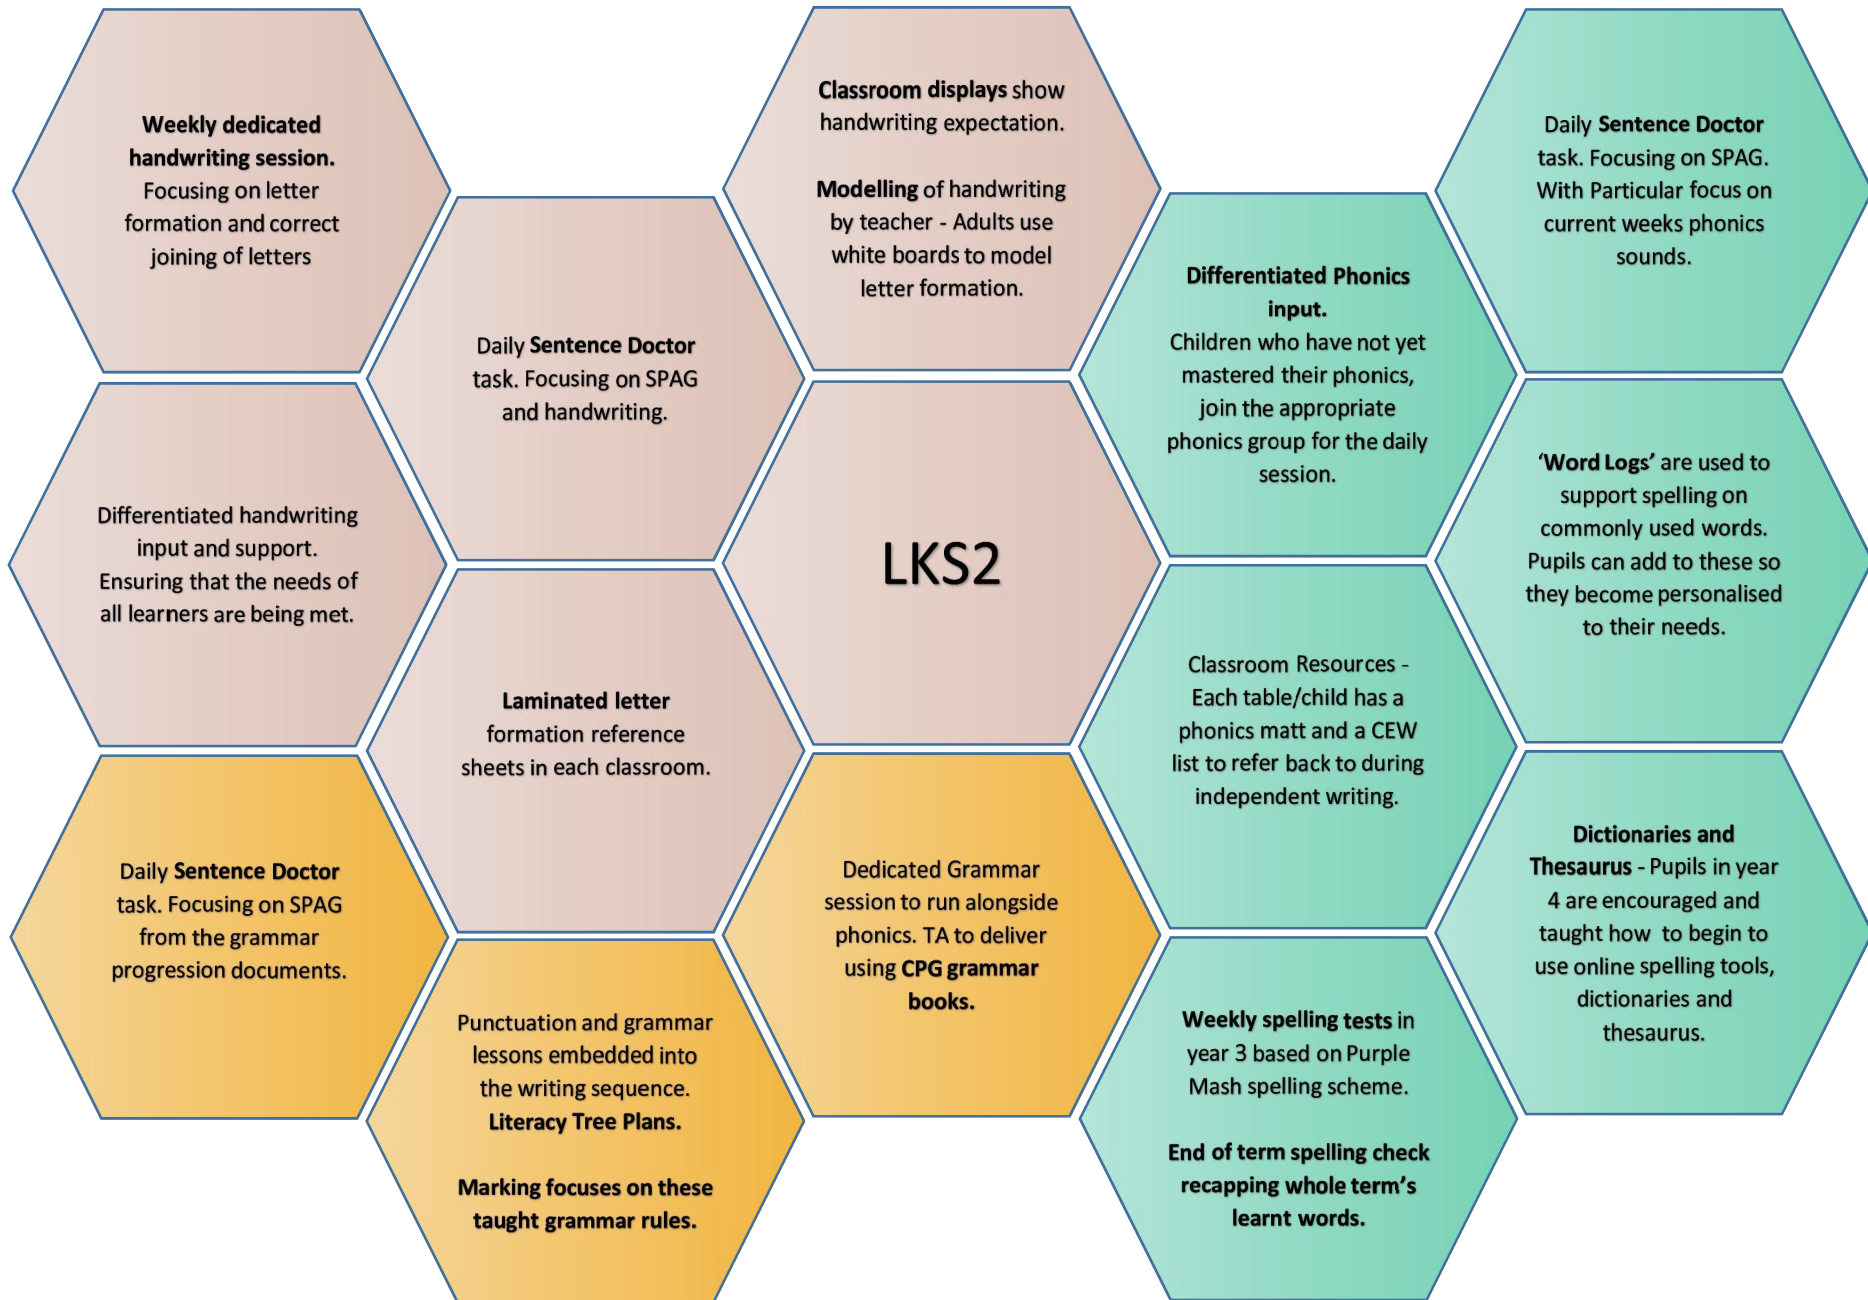 Weekly dedicated
handwriting session.
Focusing on letter
formation and correct
joining of letters
Classroom displays show
handwriting expectation.
Modelling of handwriting
by teacher - Adults use
white boards to model
letter formation.
Daily Sentence Doctor
task. Focusing on SPAG.
With Particular focus on
current weeks phonics
sounds.
Daily Sentence Doctor
task. Focusing on SPAG
and handwriting.
Differentiated Phonics
input.
Children who have not yet
mastered their phonics,
join the appropriate
phonics group for the daily
session.
Differentiated handwriting
input and support.
Ensuring that the needs of
all learners are being met.
LKS2
‘Word Logs’ are used to
support spelling on
commonly used words.
Pupils can add to these so
they become personalised
to their needs.
Laminated letter
formation reference
sheets in each classroom.
Classroom Resources -
Each table/child has a
phonics matt and a CEW
list to refer back to during
independent writing.
Daily Sentence Doctor
task. Focusing on SPAG
from the grammar
progression documents.
Dedicated Grammar
session to run alongside
phonics. TA to deliver
using CPG grammar
books.
Dictionaries and
Thesaurus - Pupils in year
4 are encouraged and
taught how to begin to
use online spelling tools,
dictionaries and
thesaurus.
Punctuation and grammar
lessons embedded into
the writing sequence.
Literacy Tree Plans.
Marking focuses on these
taught grammar rules.
Weekly spelling tests in
year 3 based on Purple
Mash spelling scheme.
End of term spelling check
recapping whole term’s
learnt words.